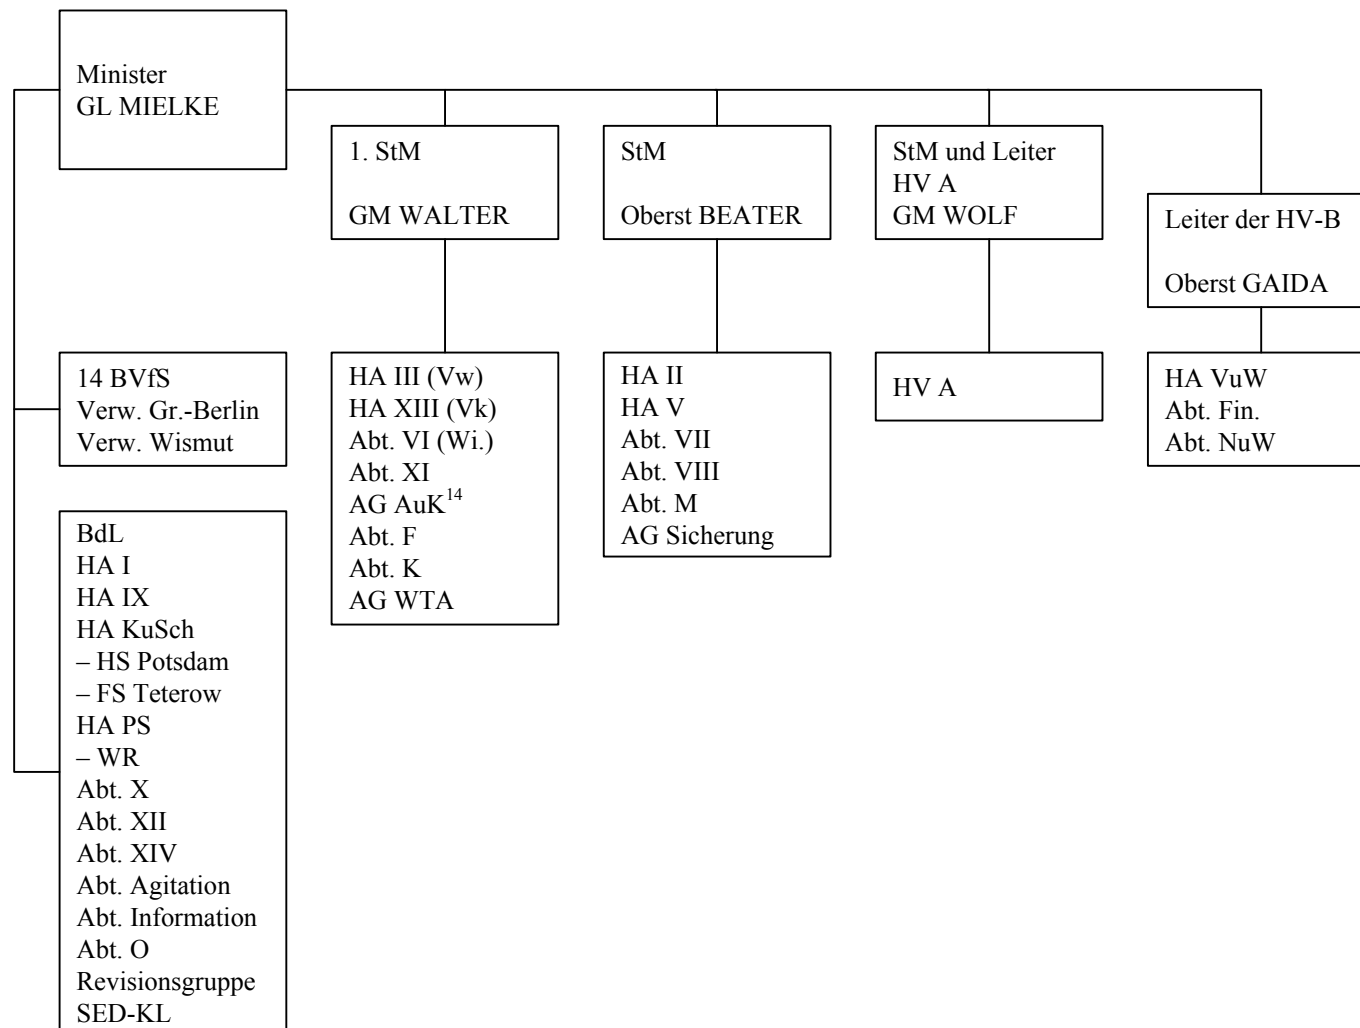 Minister
GL MIELKE
1. StM
GM WALTER
StM
Oberst BEATER
StM und Leiter
HV A
GM WOLF
Leiter der HV-B
Oberst GAIDA
14 BVfS
Verw. Gr.-Berlin
Verw. Wismut
HA III (Vw)
HA XIII (Vk)
Abt. VI (Wi.)
Abt. XI
AG AuK14
Abt. F
Abt. K
AG WTA
HA II
HA V
Abt. VII
Abt. VIII
Abt. M
AG Sicherung
HV A
HA VuW
Abt. Fin.
Abt. NuW
BdL
HA I
HA IX
HA KuSch
– HS Potsdam
– FS Teterow
HA PS
– WR
Abt. X
Abt. XII
Abt. XIV
Abt. Agitation
Abt. Information
Abt. O
Revisionsgruppe
SED-KL